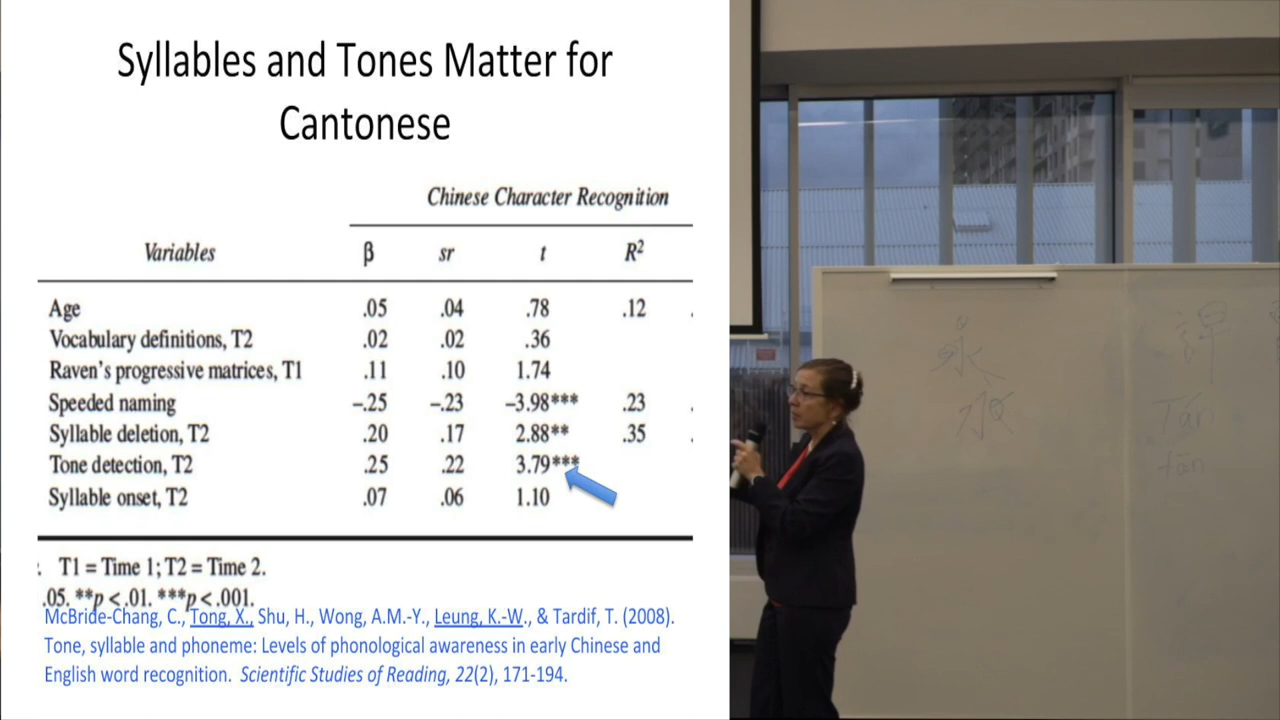 Syllables and Tones Matter for
Cantonese
Chinese Character Recognition
Variables β sr t R²
Age .05 .04 .78 .12 .
Vocabulary definitions, T2 .02 .02 .36
Raven's progressive matrices, T1 .11 .10 1.74
Speeded naming –.25 –.23 –3.98*** .23 .
Syllable deletion, T2 .20 .17 2.88** .35 .
Tone detection, T2 .25 .22 3.79***
Syllable onset, T2 .07 .06 1.10
. T1 = Time 1; T2 = Time 2.
.05. **p < .01. ***p < .001.
McBride-Chang, C., Tong, X., Shu, H., Wong, A.M.-Y., Leung, K.-W., & Tardif, T. (2008).
Tone, syllable and phoneme: Levels of phonological awareness in early Chinese and
English word recognition. Scientific Studies of Reading, 22(2), 171-194.
Tán
tán